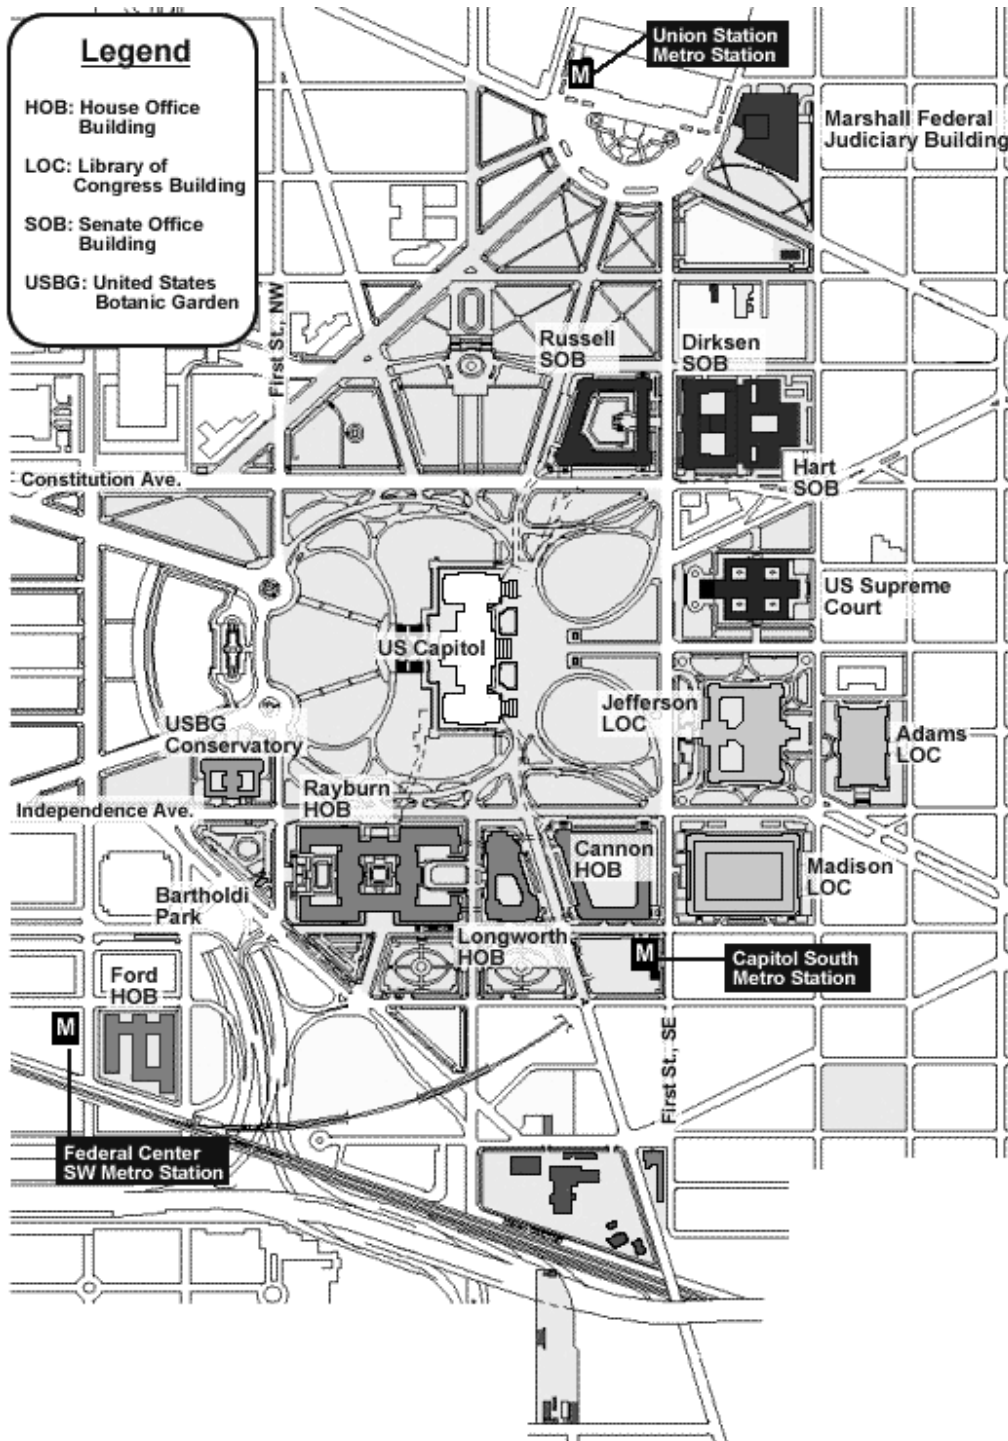 Legend
HOB: House Office
Building
LOC: Library of
Congress Building
SOB: Senate Office
Building
USBG: United States
Botanic Garden
Union Station
Metro Station
M
Marshall Federal
Judiciary Building
First St., NW
Russell
SOB
Dirksen
SOB
Hart
SOB
Constitution Ave.
US Supreme
Court
US Capitol
Jefferson
LOC
Adams
LOC
USBG
Conservatory
Rayburn
HOB
Independence Ave.
Cannon
HOB
Madison
LOC
Bartholdi
Park
Longworth
HOB
M
Capitol South
Metro Station
Ford
HOB
M
First St., SE
Federal Center
SW Metro Station